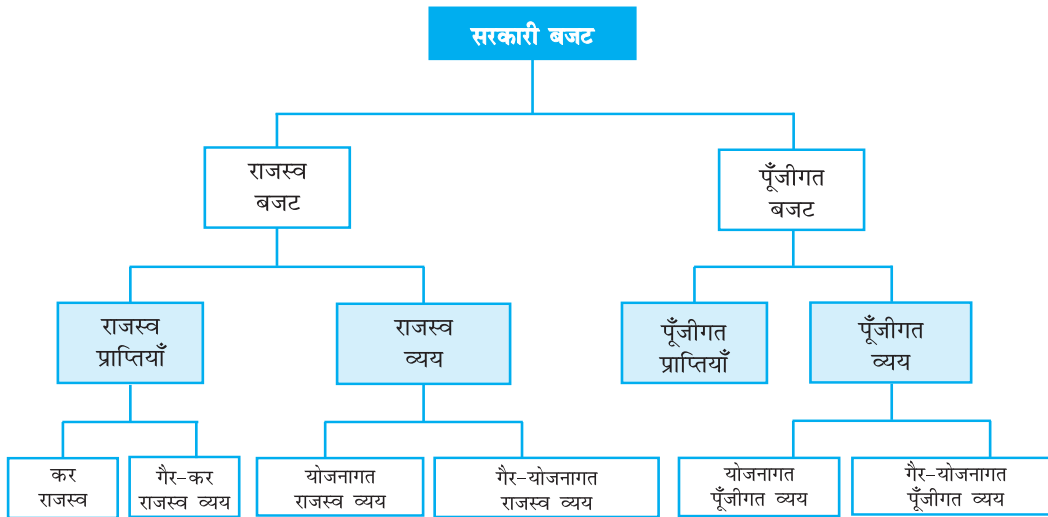 सरकारी बजट
राजस्व
बजट
पूँजीगत
बजट
राजस्व
प्राप्तियाँ
राजस्व
व्यय
पूँजीगत
प्राप्तियाँ
पूँजीगत
व्यय
कर
राजस्व
गैर-कर
राजस्व व्यय
योजनागत
राजस्व व्यय
गैर-योजनागत
राजस्व व्यय
योजनागत
पूँजीगत व्यय
गैर-योजनागत
पूँजीगत व्यय